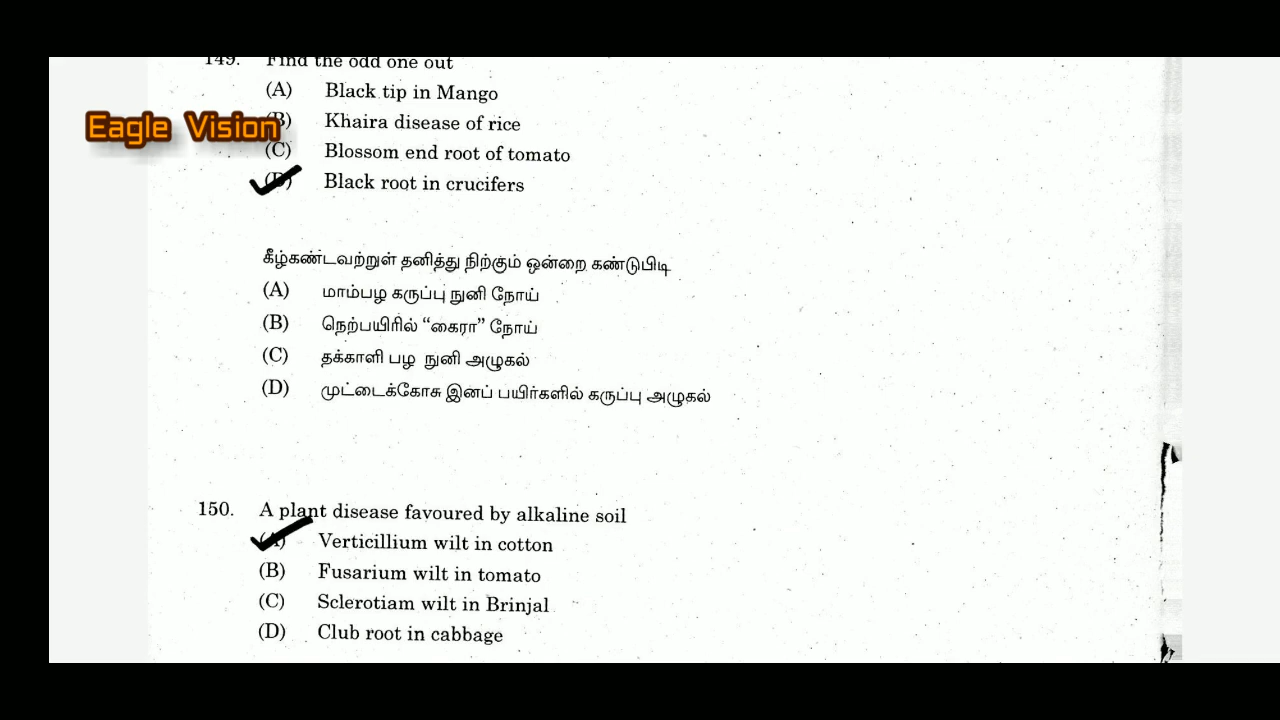 149. Find the odd one out
(A) Black tip in Mango
Eagle Vision
(B) Khaira disease of rice
(C) Blossom end root of tomato
(D) Black root in crucifers
கீழ்கண்டவற்றுள் தனித்து நிற்கும் ஒன்றை கண்டுபிடி
(A) மாம்பழ கருப்பு நுனி நோய்
(B) நெற்பயிரில் “கைரா” நோய்
(C) தக்காளி பழ நுனி அழுகல்
(D) முட்டைக்கோசு இனப் பயிர்களில் கருப்பு அழுகல்
150. A plant disease favoured by alkaline soil
(A) Verticillium wilt in cotton
(B) Fusarium wilt in tomato
(C) Sclerotiam wilt in Brinjal
(D) Club root in cabbage